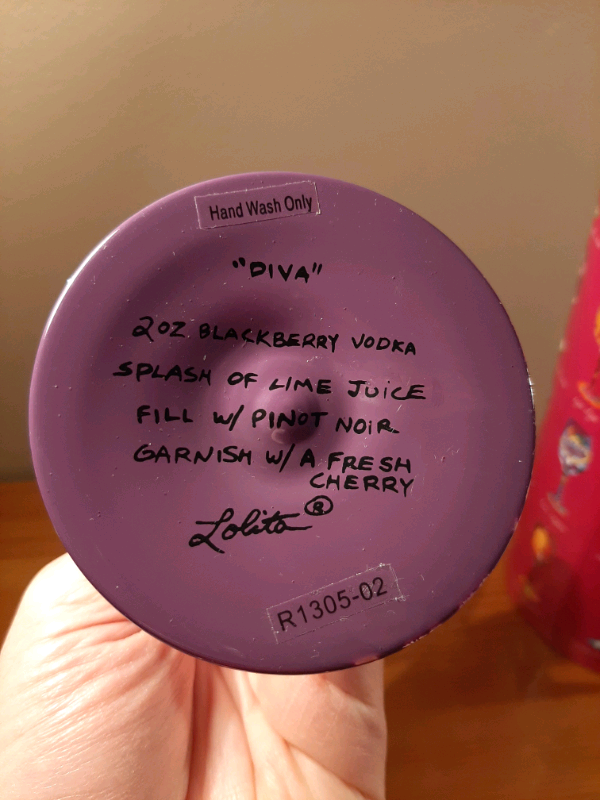 Hand Wash Only
"DIVA"
2OZ BLACKBERRY VODKA
SPLASH OF LIME JUICE
FILL W/ PINOT NOIR.
GARNISH W/ A FRESH
CHERRY
Lolita®
R1305-02